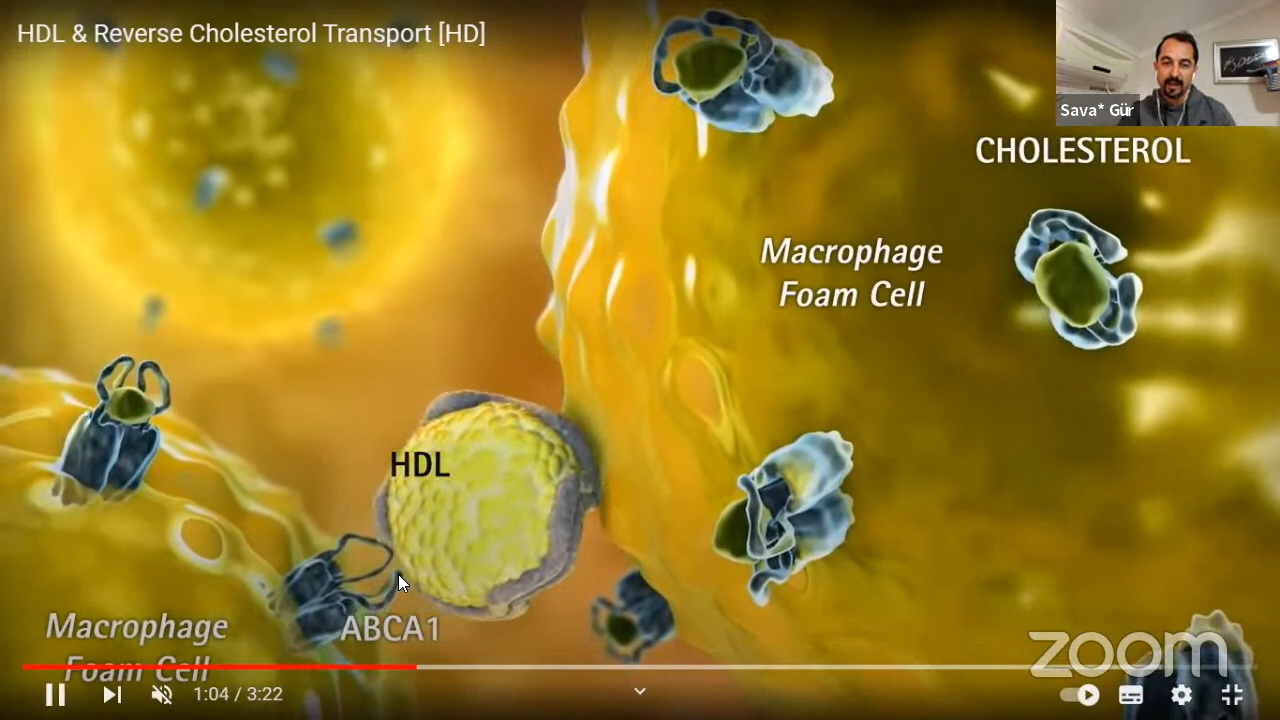 HDL & Reverse Cholesterol Transport [HD]
Sava* Gür
CHOLESTEROL
Macrophage
Foam Cell
HDL
ABCA1
Macrophage
Foam Cell
zoom
1:04 / 3:22